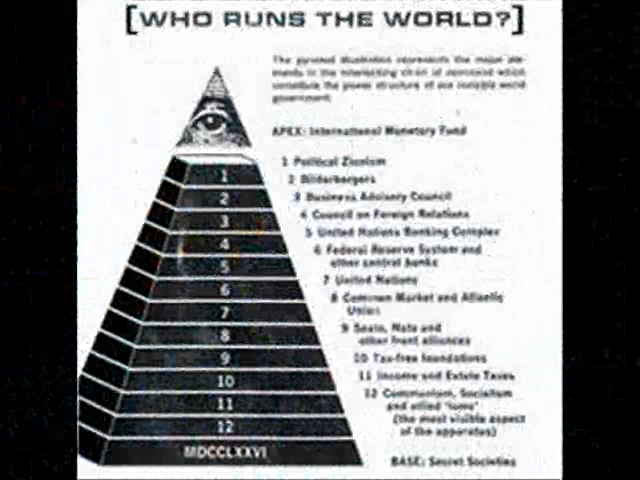 [WHO RUNS THE WORLD?]
The pyramid illustration represents the major ele-
ments in the interlocking chain of command which
constitute the power structure of our invisible world
government:
APEX: International Monetary Fund
1 Political Zionism
2 Bilderbergers
3 Business Advisory Council
4 Council on Foreign Relations
5 United Nations Banking Complex
6 Federal Reserve System and
other central banks
7 United Nations
8 Common Market and Atlantic
Union
9 Seato, Nato and
other front alliances
10 Tax-free foundations
11 Income and Estate Taxes
12 Communism, Socialism
and allied 'isms'
(the most visible aspect
of the apparatus)
BASE: Secret Societies
1
2
3
4
5
6
7
8
9
10
11
12
MDCCLXXVI